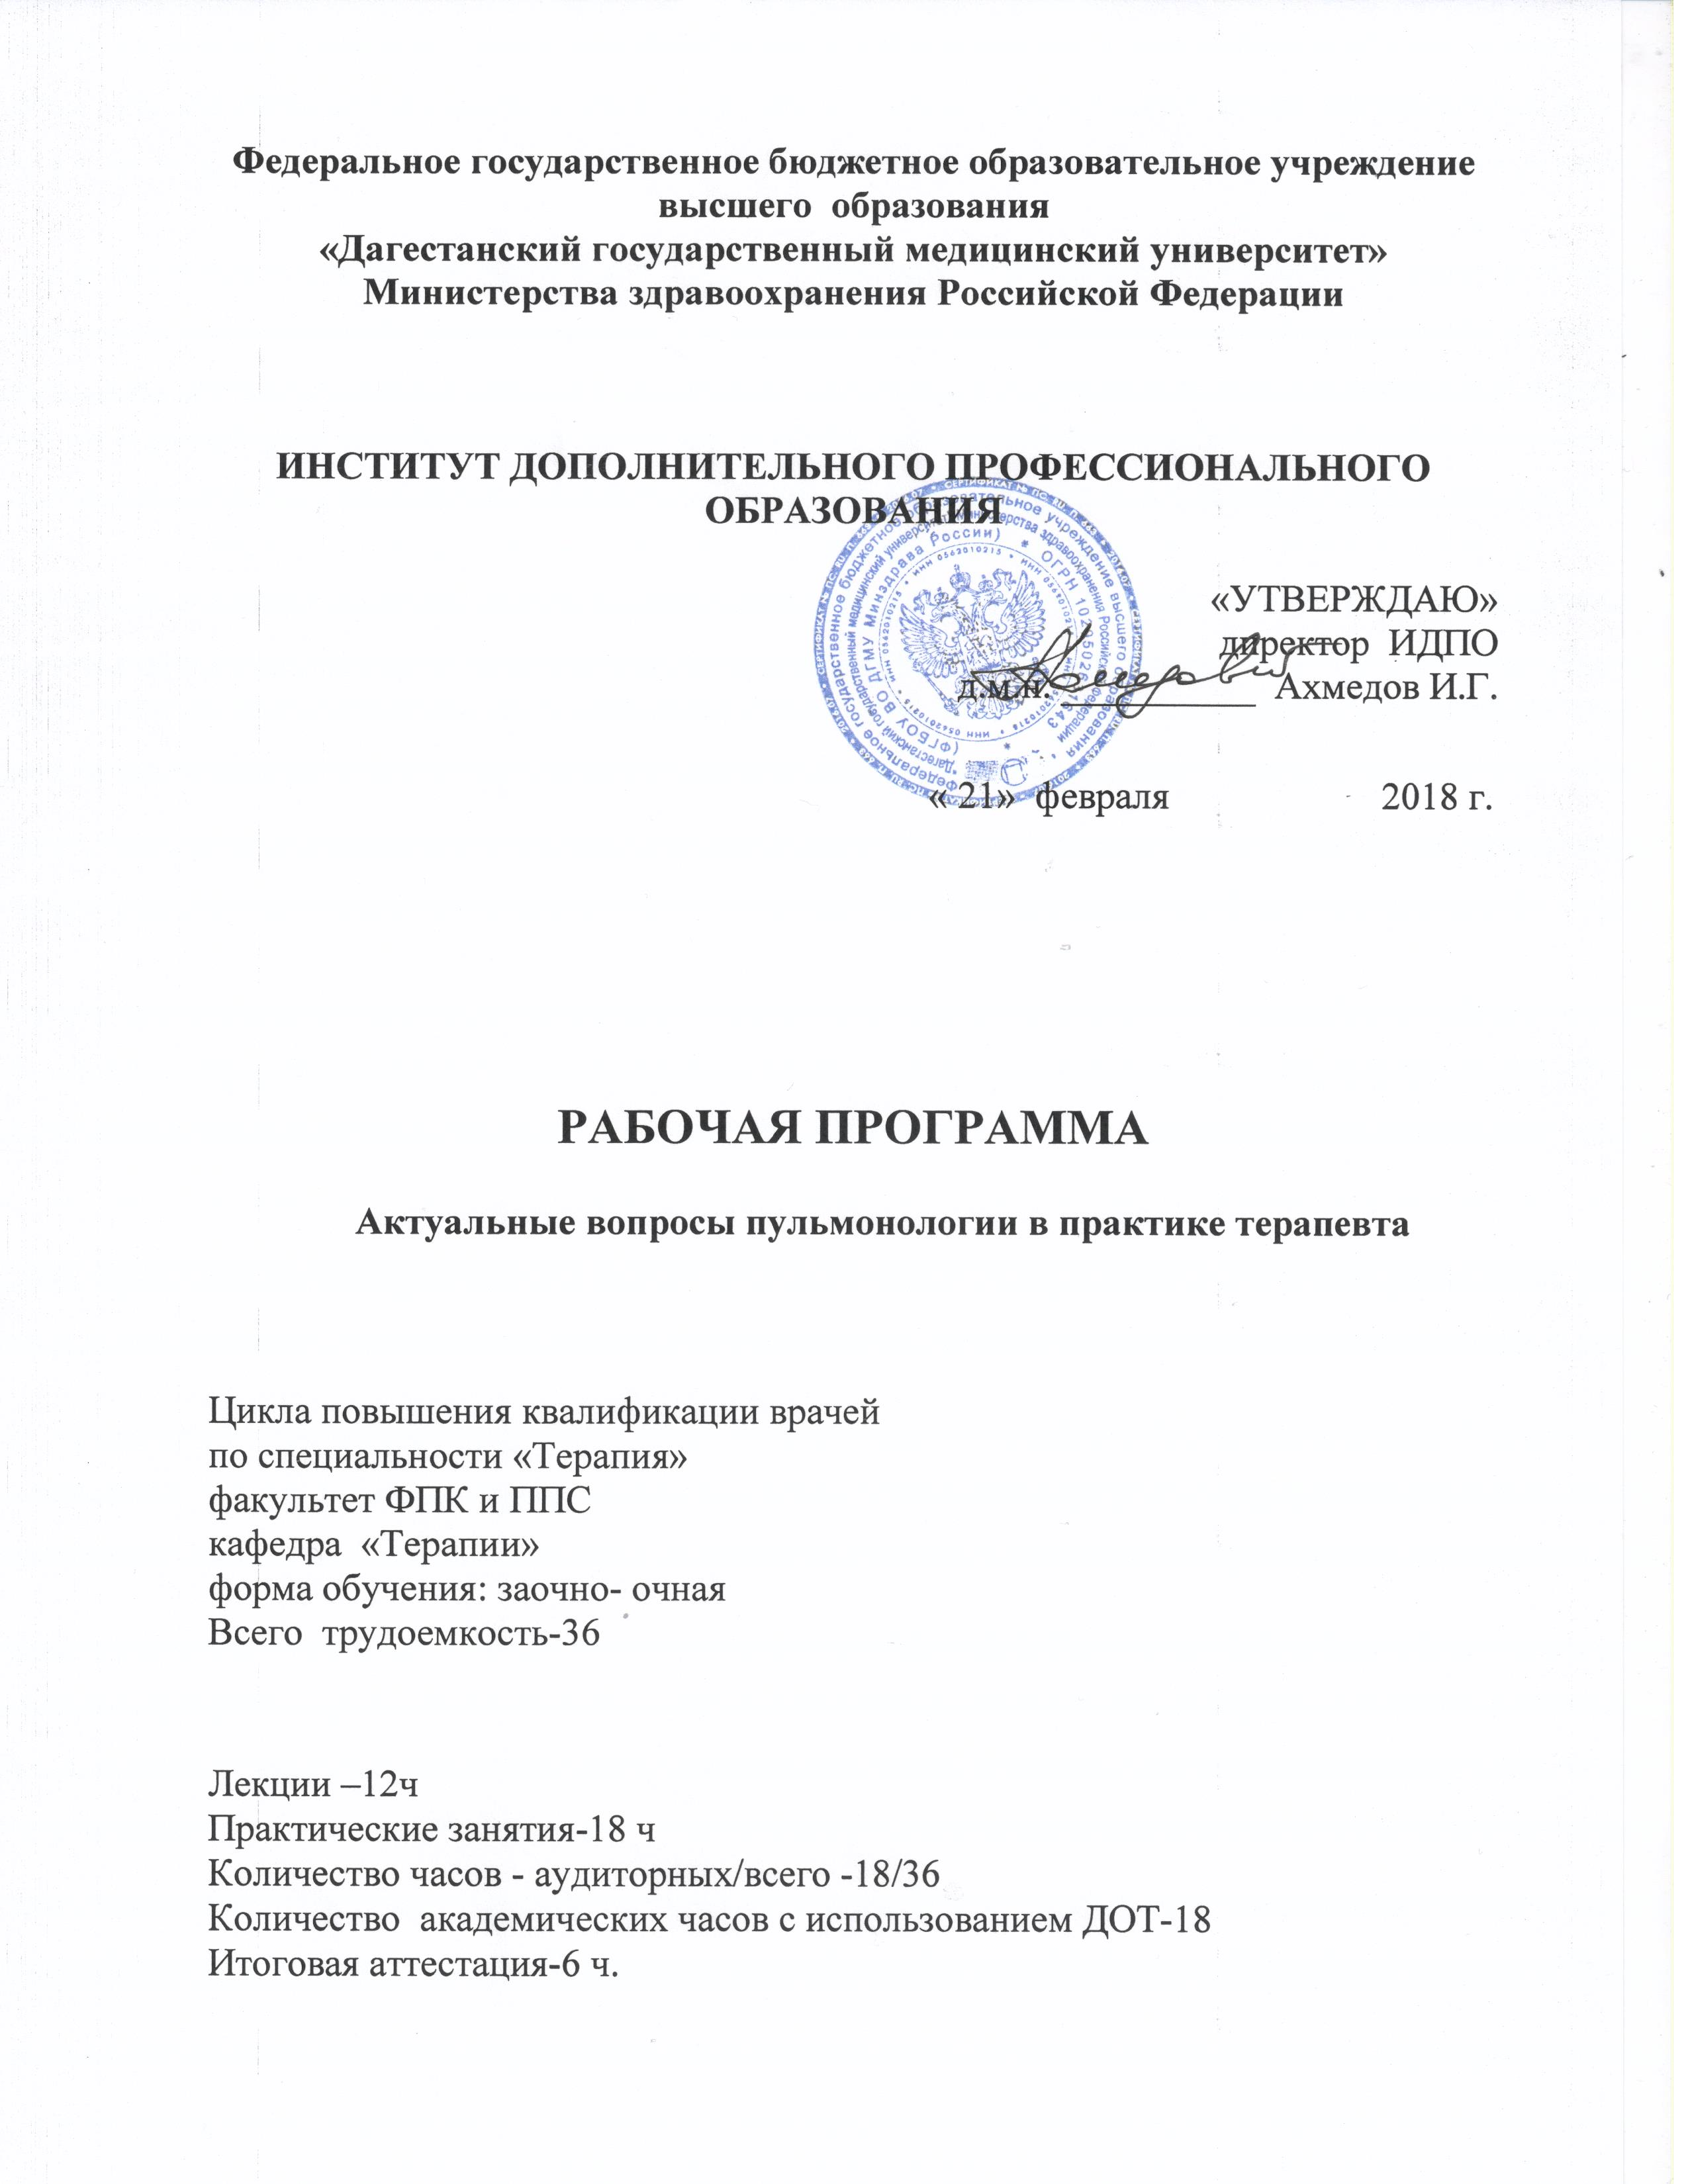 Федеральное государственное бюджетное образовательное учреждение
высшего образования
«Дагестанский государственный медицинский университет»
Министерства здравоохранения Российской Федерации
ИНСТИТУТ ДОПОЛНИТЕЛЬНОГО ПРОФЕССИОНАЛЬНОГО
ОБРАЗОВАНИЯ
«УТВЕРЖДАЮ»
директор ИДПО
д.м.н. Ахмедов И.Г.
« 21» февраля 2018 г.
РАБОЧАЯ ПРОГРАММА
Актуальные вопросы пульмонологии в практике терапевта
Цикла повышения квалификации врачей
по специальности «Терапия»
факультет ФПК и ППС
кафедра «Терапии»
форма обучения: заочно- очная
Всего трудоемкость-36
Лекции –12ч
Практические занятия-18 ч
Количество часов - аудиторных/всего -18/36
Количество академических часов с использованием ДОТ-18
Итоговая аттестация-6 ч.